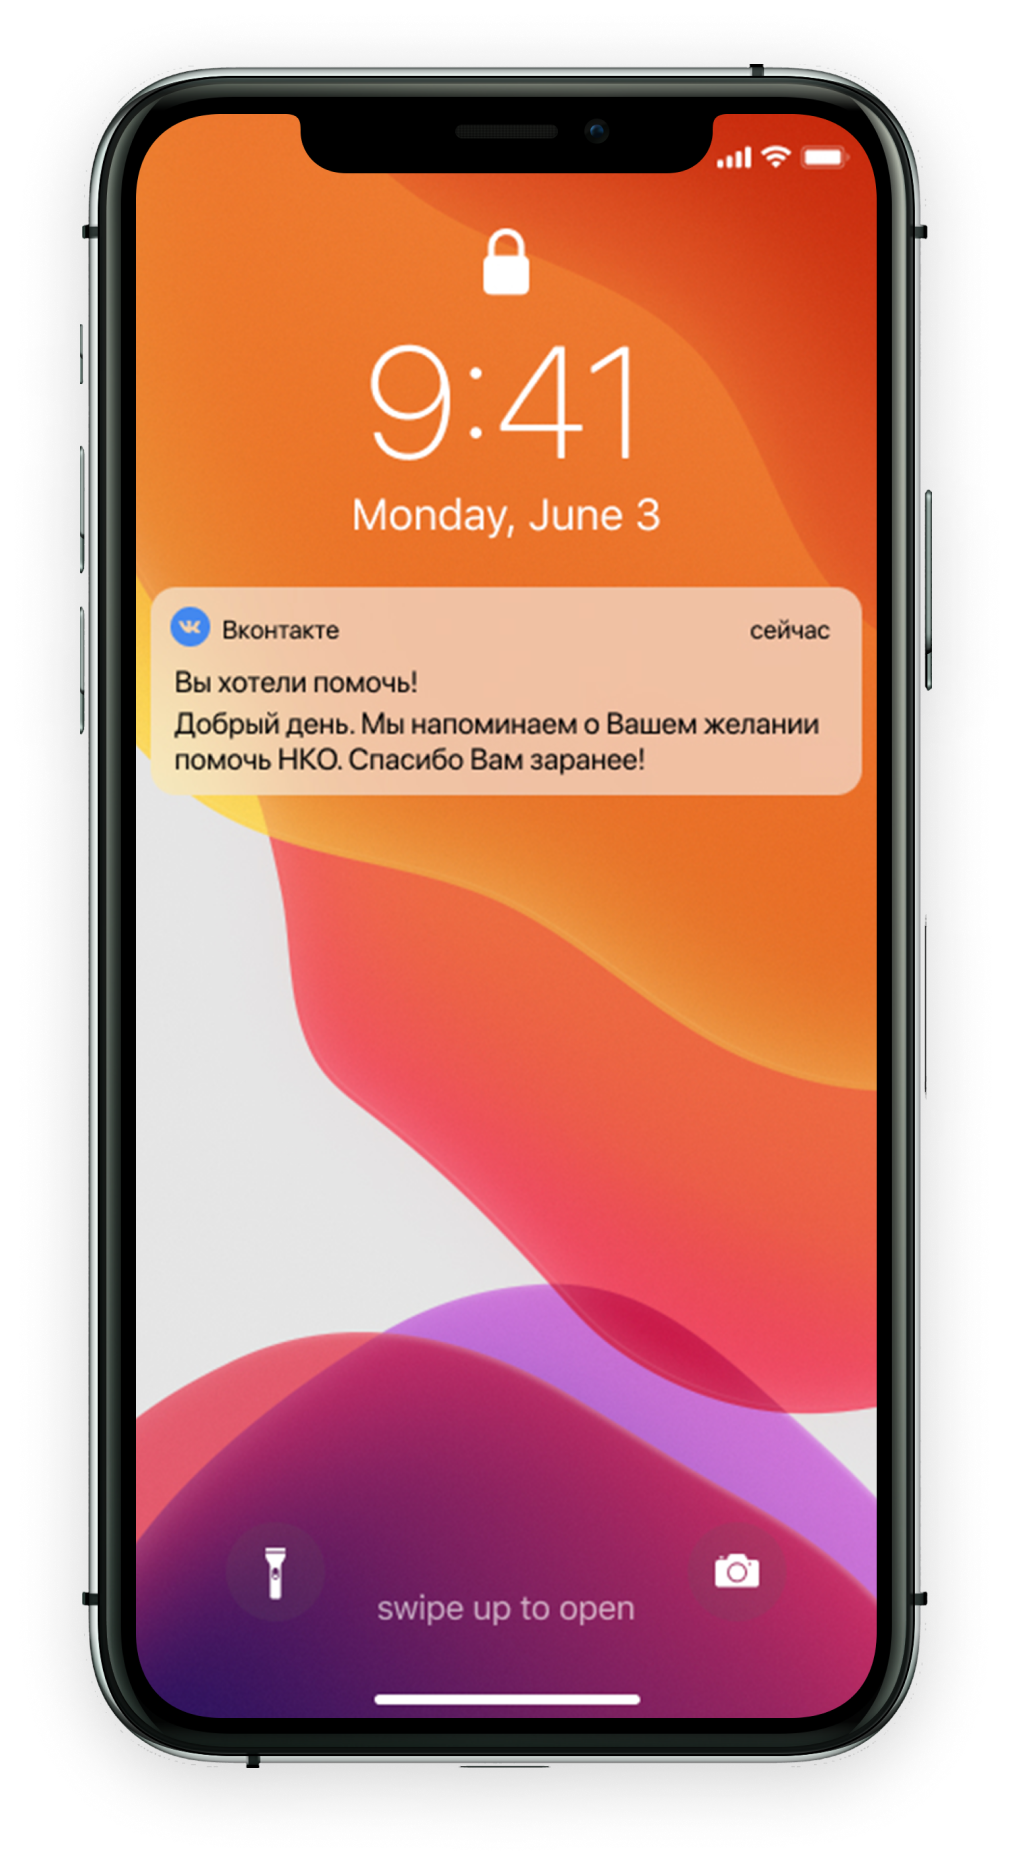 9:41
Monday, June 3
Вконтакте сейчас
Вы хотели помочь!
Добрый день. Мы напоминаем о Вашем желании
помочь НКО. Спасибо Вам заранее!
swipe up to open